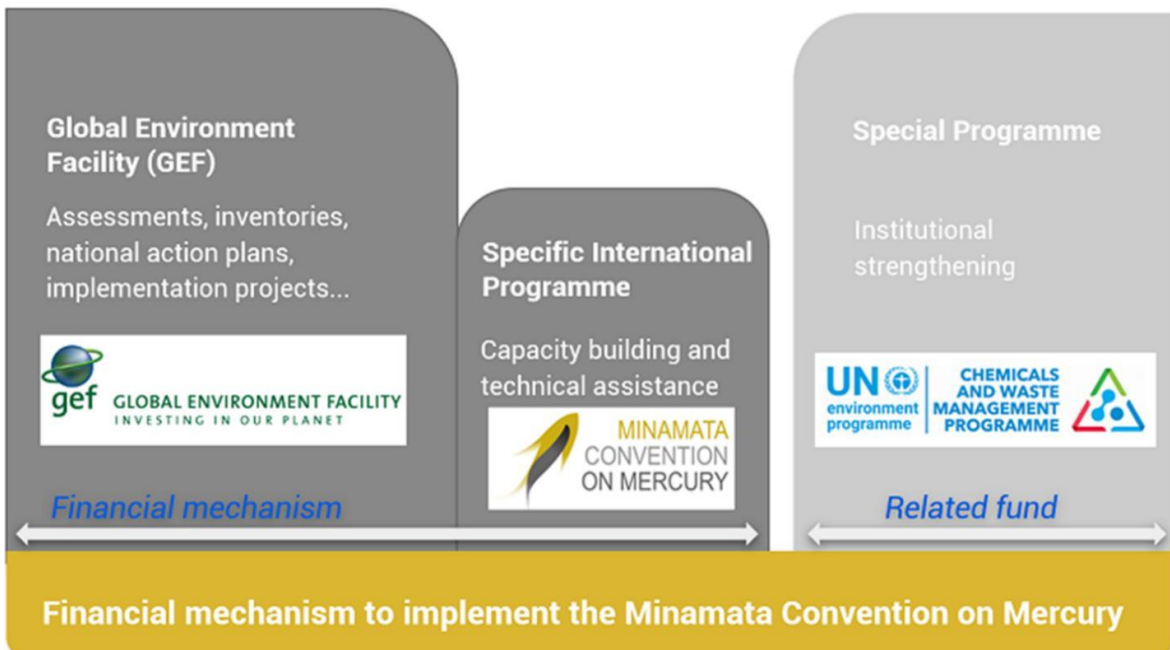 Global Environment
Facility (GEF)
Assessments, inventories,
national action plans,
implementation projects...
gef
GLOBAL ENVIRONMENT FACILITY
INVESTING IN OUR PLANET
Financial mechanism
Specific International
Programme
Capacity building and
technical assistance
MINAMATA
CONVENTION
ON MERCURY
Special Programme
Institutional
strengthening
UN
environment
programme
CHEMICALS
AND WASTE
MANAGEMENT
PROGRAMME
Related fund
Financial mechanism to implement the Minamata Convention on Mercury